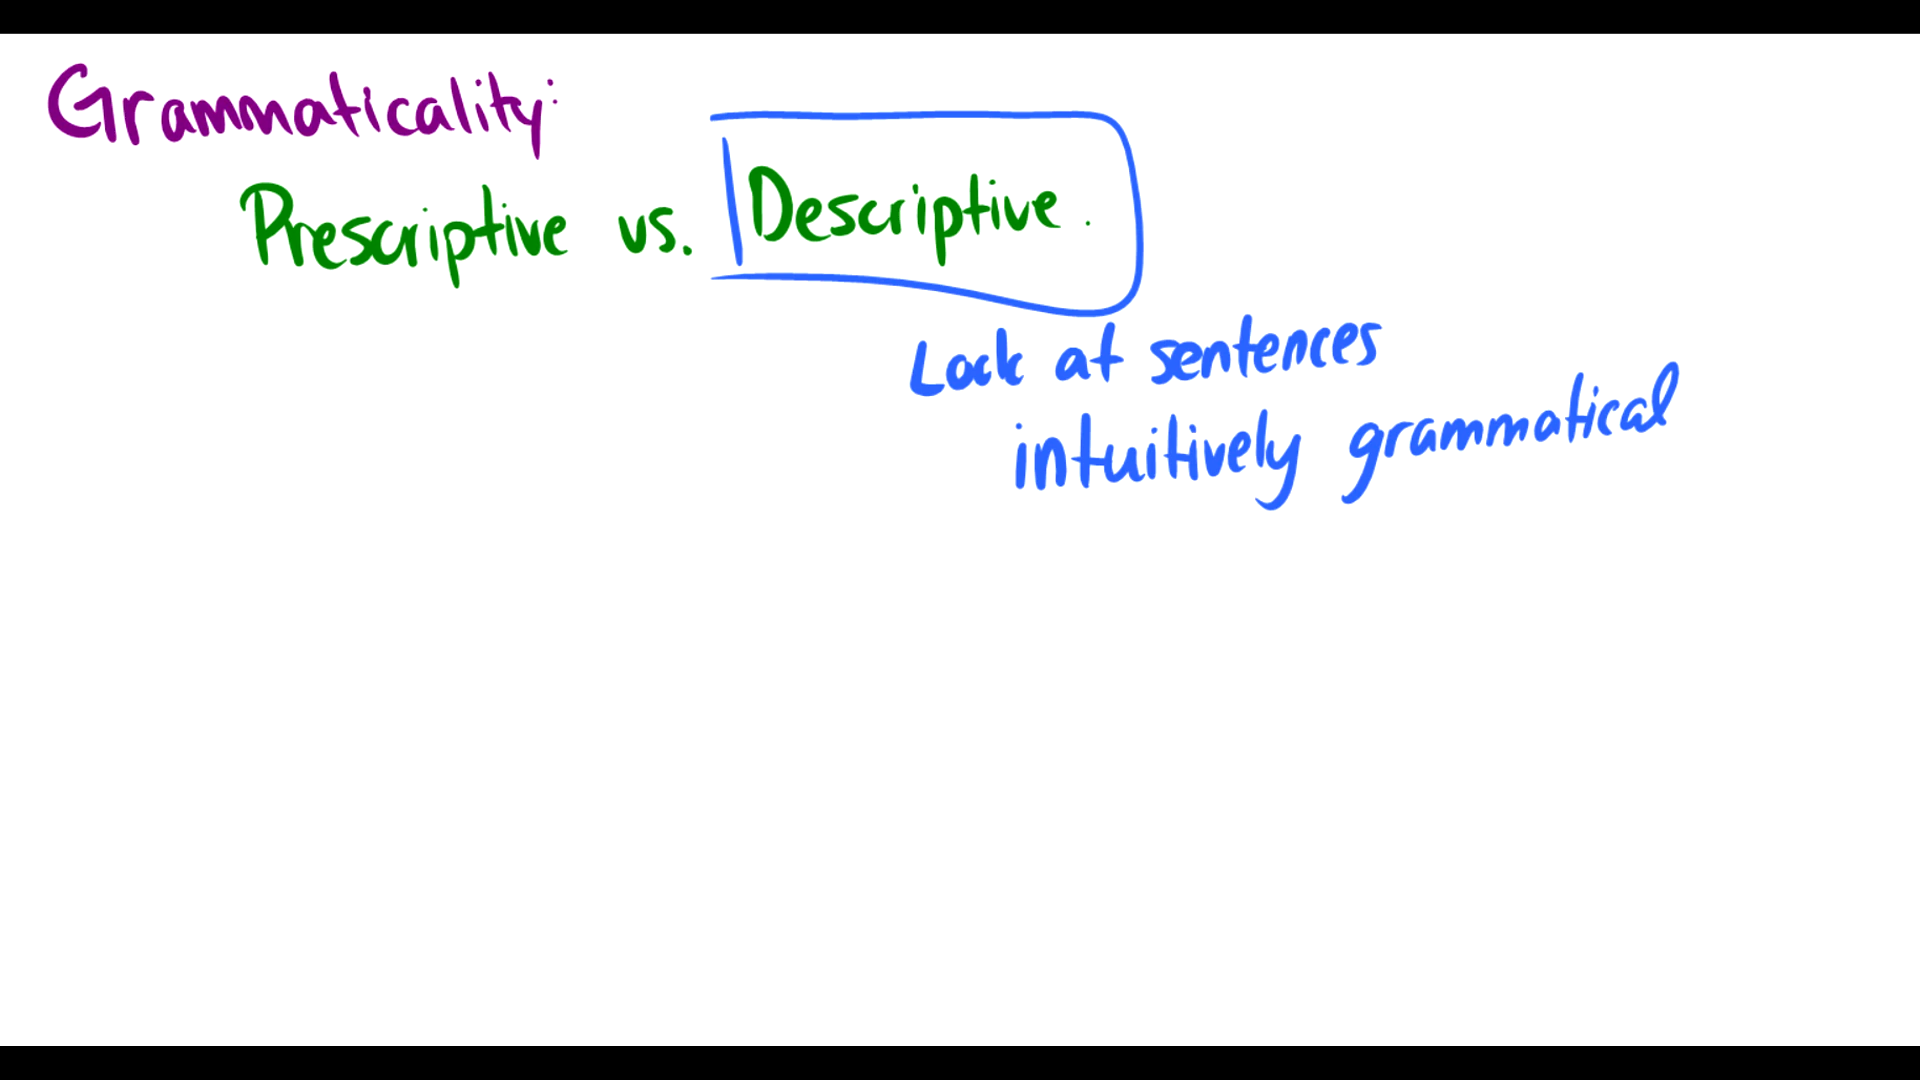 Grammaticality:
Prescriptive vs. Descriptive.
Look at sentences
intuitively grammatical